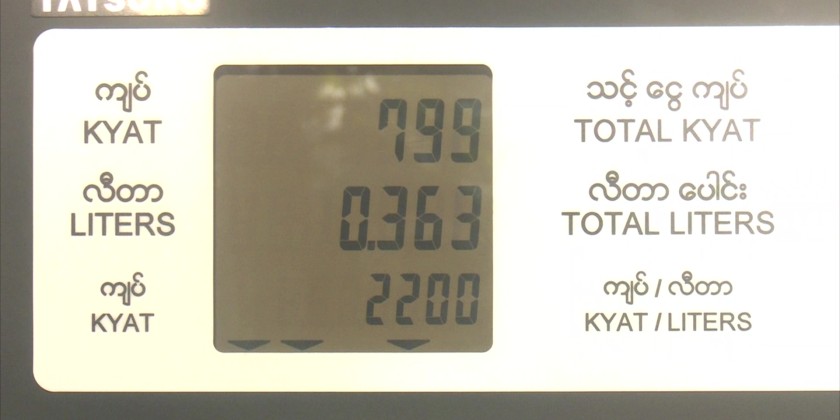 TATSUNO
ကျပ်
KYAT
799
သင့် ငွေ ကျပ်
TOTAL KYAT
လီတာ
LITERS
0.363
လီတာ ပေါင်း
TOTAL LITERS
ကျပ်
KYAT
2200
ကျပ် / လီတာ
KYAT / LITERS